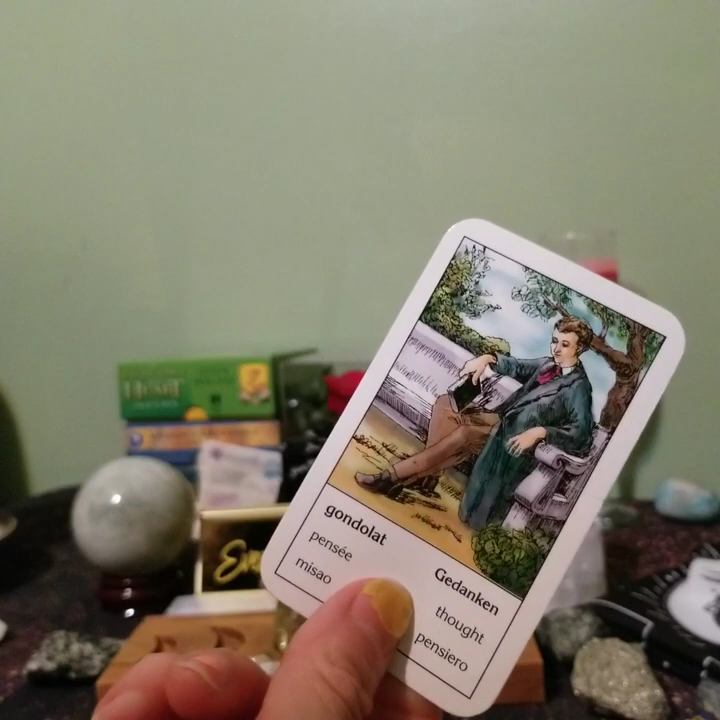 gondolat
pensée
misao
Gedanken
thought
pensiero